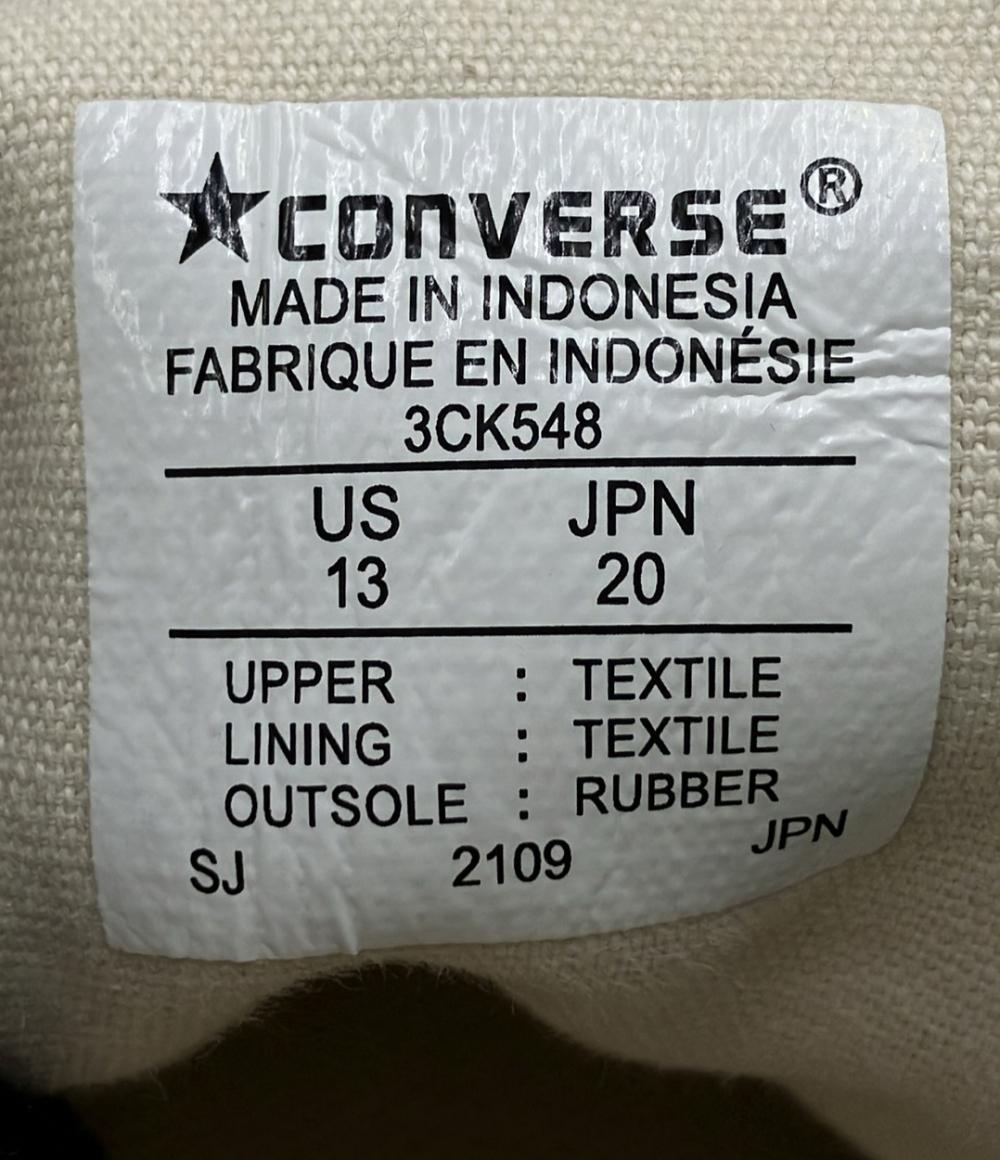 ★CONVERSE®
MADE IN INDONESIA
FABRIQUE EN INDONÉSIE
3CK548
US JPN
13 20
UPPER : TEXTILE
LINING : TEXTILE
OUTSOLE : RUBBER
SJ 2109 JPN